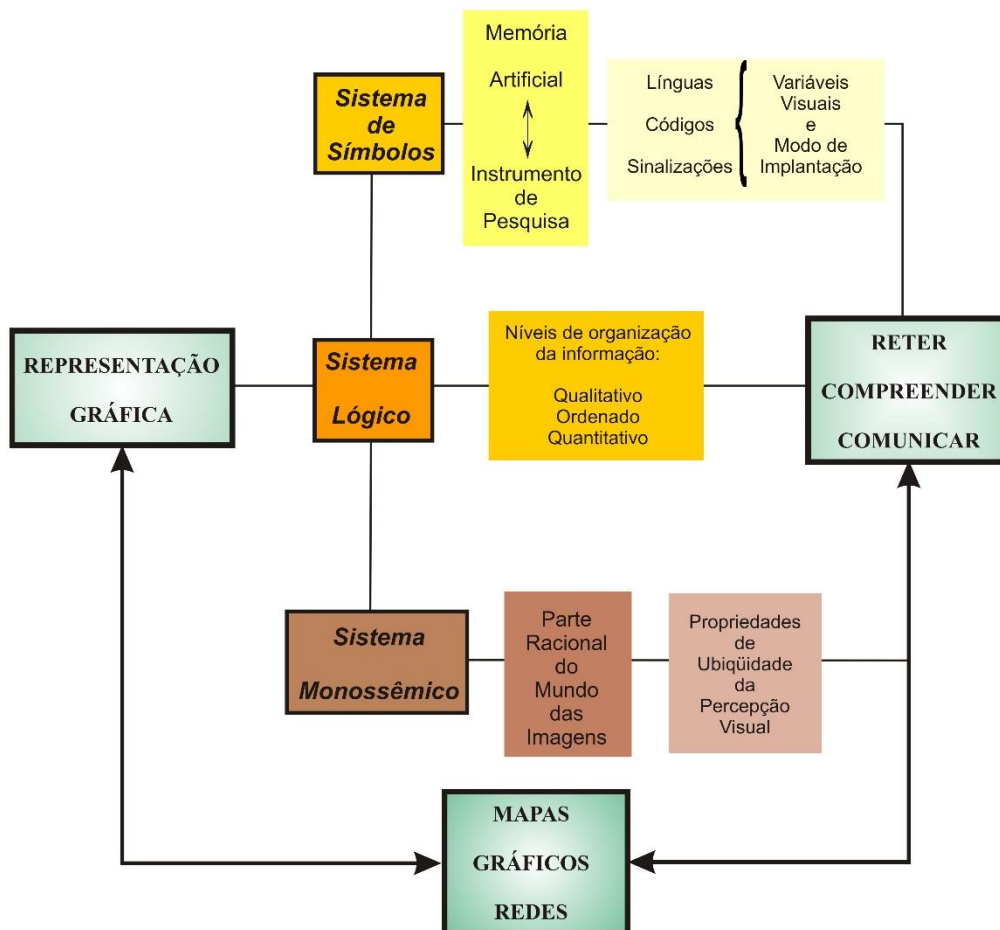 Memória
Artificial
Instrumento
de
Pesquisa
Sistema
de
Símbolos
Línguas
Códigos
Sinalizações
Variáveis
Visuais
e
Modo de
Implantação
REPRESENTAÇÃO
GRÁFICA
Sistema
Lógico
Níveis de organização
da informação:
Qualitativo
Ordenado
Quantitativo
RETER
COMPREENDER
COMUNICAR
Sistema
Monossêmico
Parte
Racional
do
Mundo
das
Imagens
Propriedades
de
Ubiqüidade
da
Percepção
Visual
MAPAS
GRÁFICOS
REDES